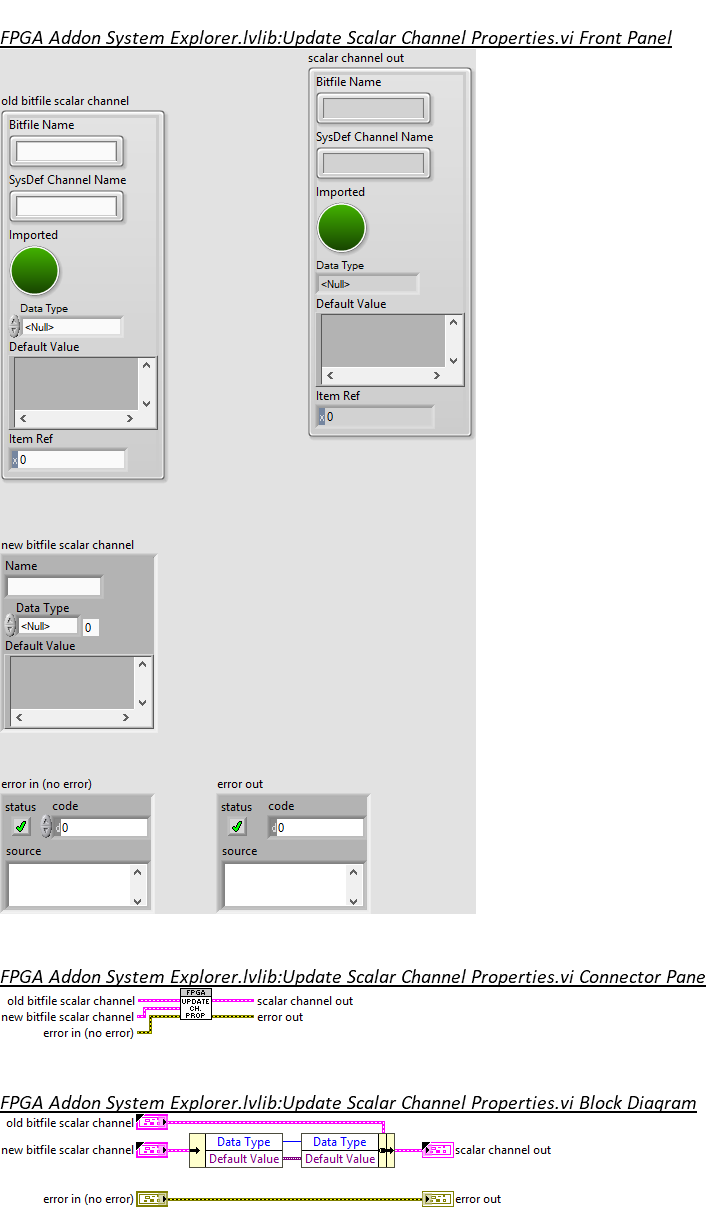 FPGA Addon System Explorer.lvlib:Update Scalar Channel Properties.vi Front Panel
scalar channel out
Bitfile Name
SysDef Channel Name
Imported
Data Type
<Null>
Default Value
Item Ref
x 0
old bitfile scalar channel
Bitfile Name
SysDef Channel Name
Imported
Data Type
<Null>
Default Value
Item Ref
x 0
new bitfile scalar channel
Name
Data Type
<Null> 0
Default Value
error in (no error)
status code
d 0
source
error out
status code
d 0
source
FPGA Addon System Explorer.lvlib:Update Scalar Channel Properties.vi Connector Pane
old bitfile scalar channel
new bitfile scalar channel
error in (no error)
FPGA
UPDATE
CH.
PROP
scalar channel out
error out
FPGA Addon System Explorer.lvlib:Update Scalar Channel Properties.vi Block Diagram
old bitfile scalar channel
new bitfile scalar channel
Data Type Data Type
Default Value Default Value
scalar channel out
error in (no error)
error out